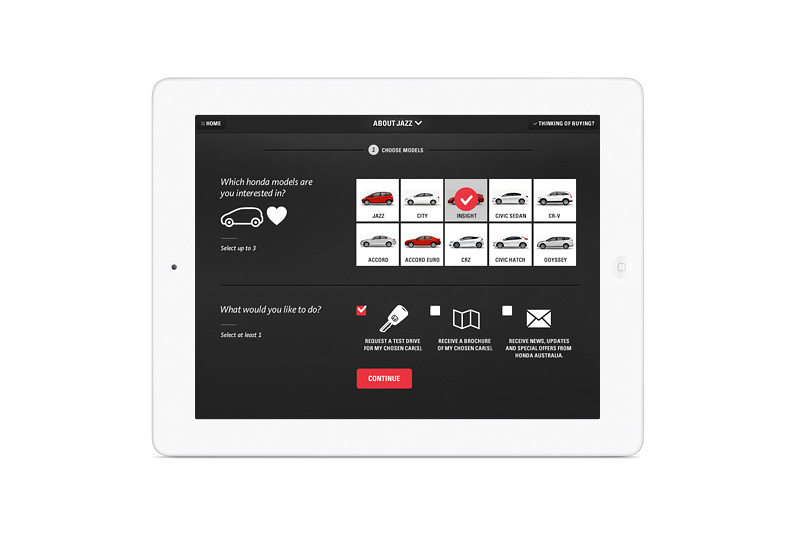 HOME
ABOUT JAZZ
THINKING OF BUYING?
1 CHOOSE MODELS
Which honda models are
you interested in?
Select up to 3
JAZZ
CITY
INSIGHT
CIVIC SEDAN
CR-V
ACCORD
ACCORD EURO
CRZ
CIVIC HATCH
ODYSSEY
What would you like to do?
Select at least 1
REQUEST A TEST DRIVE
FOR MY CHOSEN CAR(S).
RECEIVE A BROCHURE
OF MY CHOSEN CAR(S).
RECEIVE NEWS, UPDATES
AND SPECIAL OFFERS FROM
HONDA AUSTRALIA.
CONTINUE